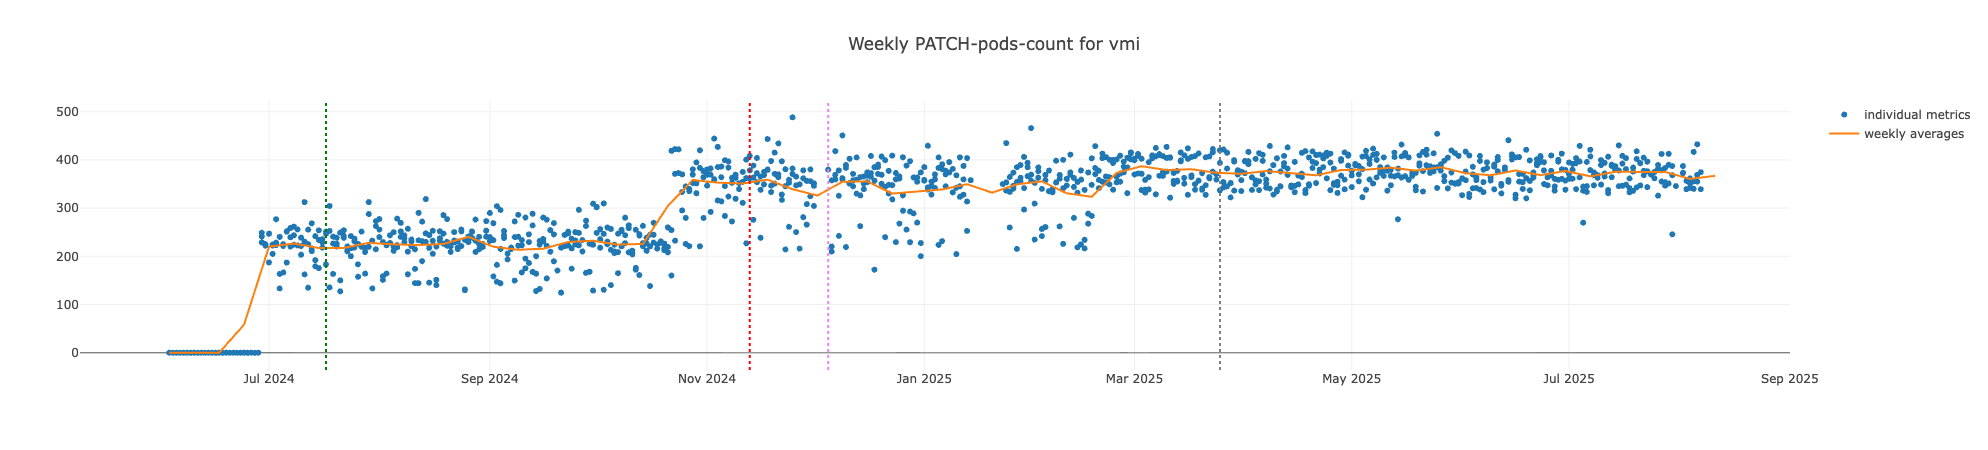 Weekly PATCH-pods-count for vmi
500
400
300
200
100
0
Jul 2024
Sep 2024
Nov 2024
Jan 2025
Mar 2025
May 2025
Jul 2025
Sep 2025
individual metrics
weekly averages